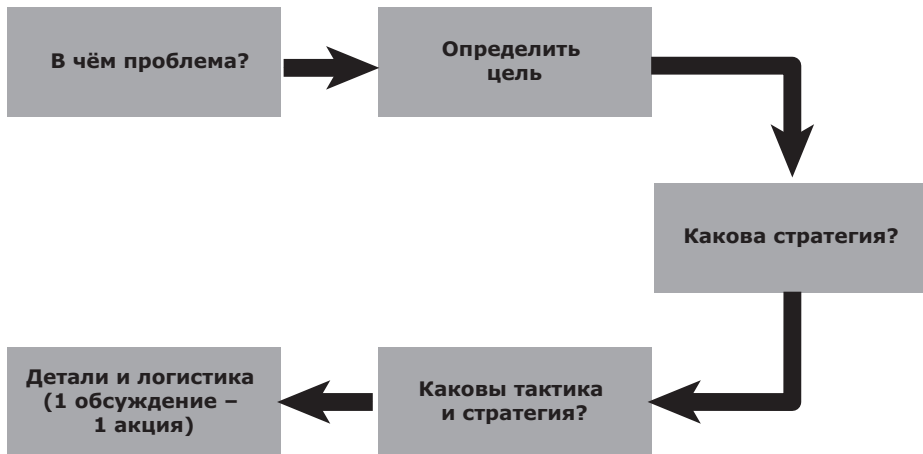 В чём проблема?
Определить
цель
Какова стратегия?
Каковы тактика
и стратегия?
Детали и логистика
(1 обсуждение –
1 акция)